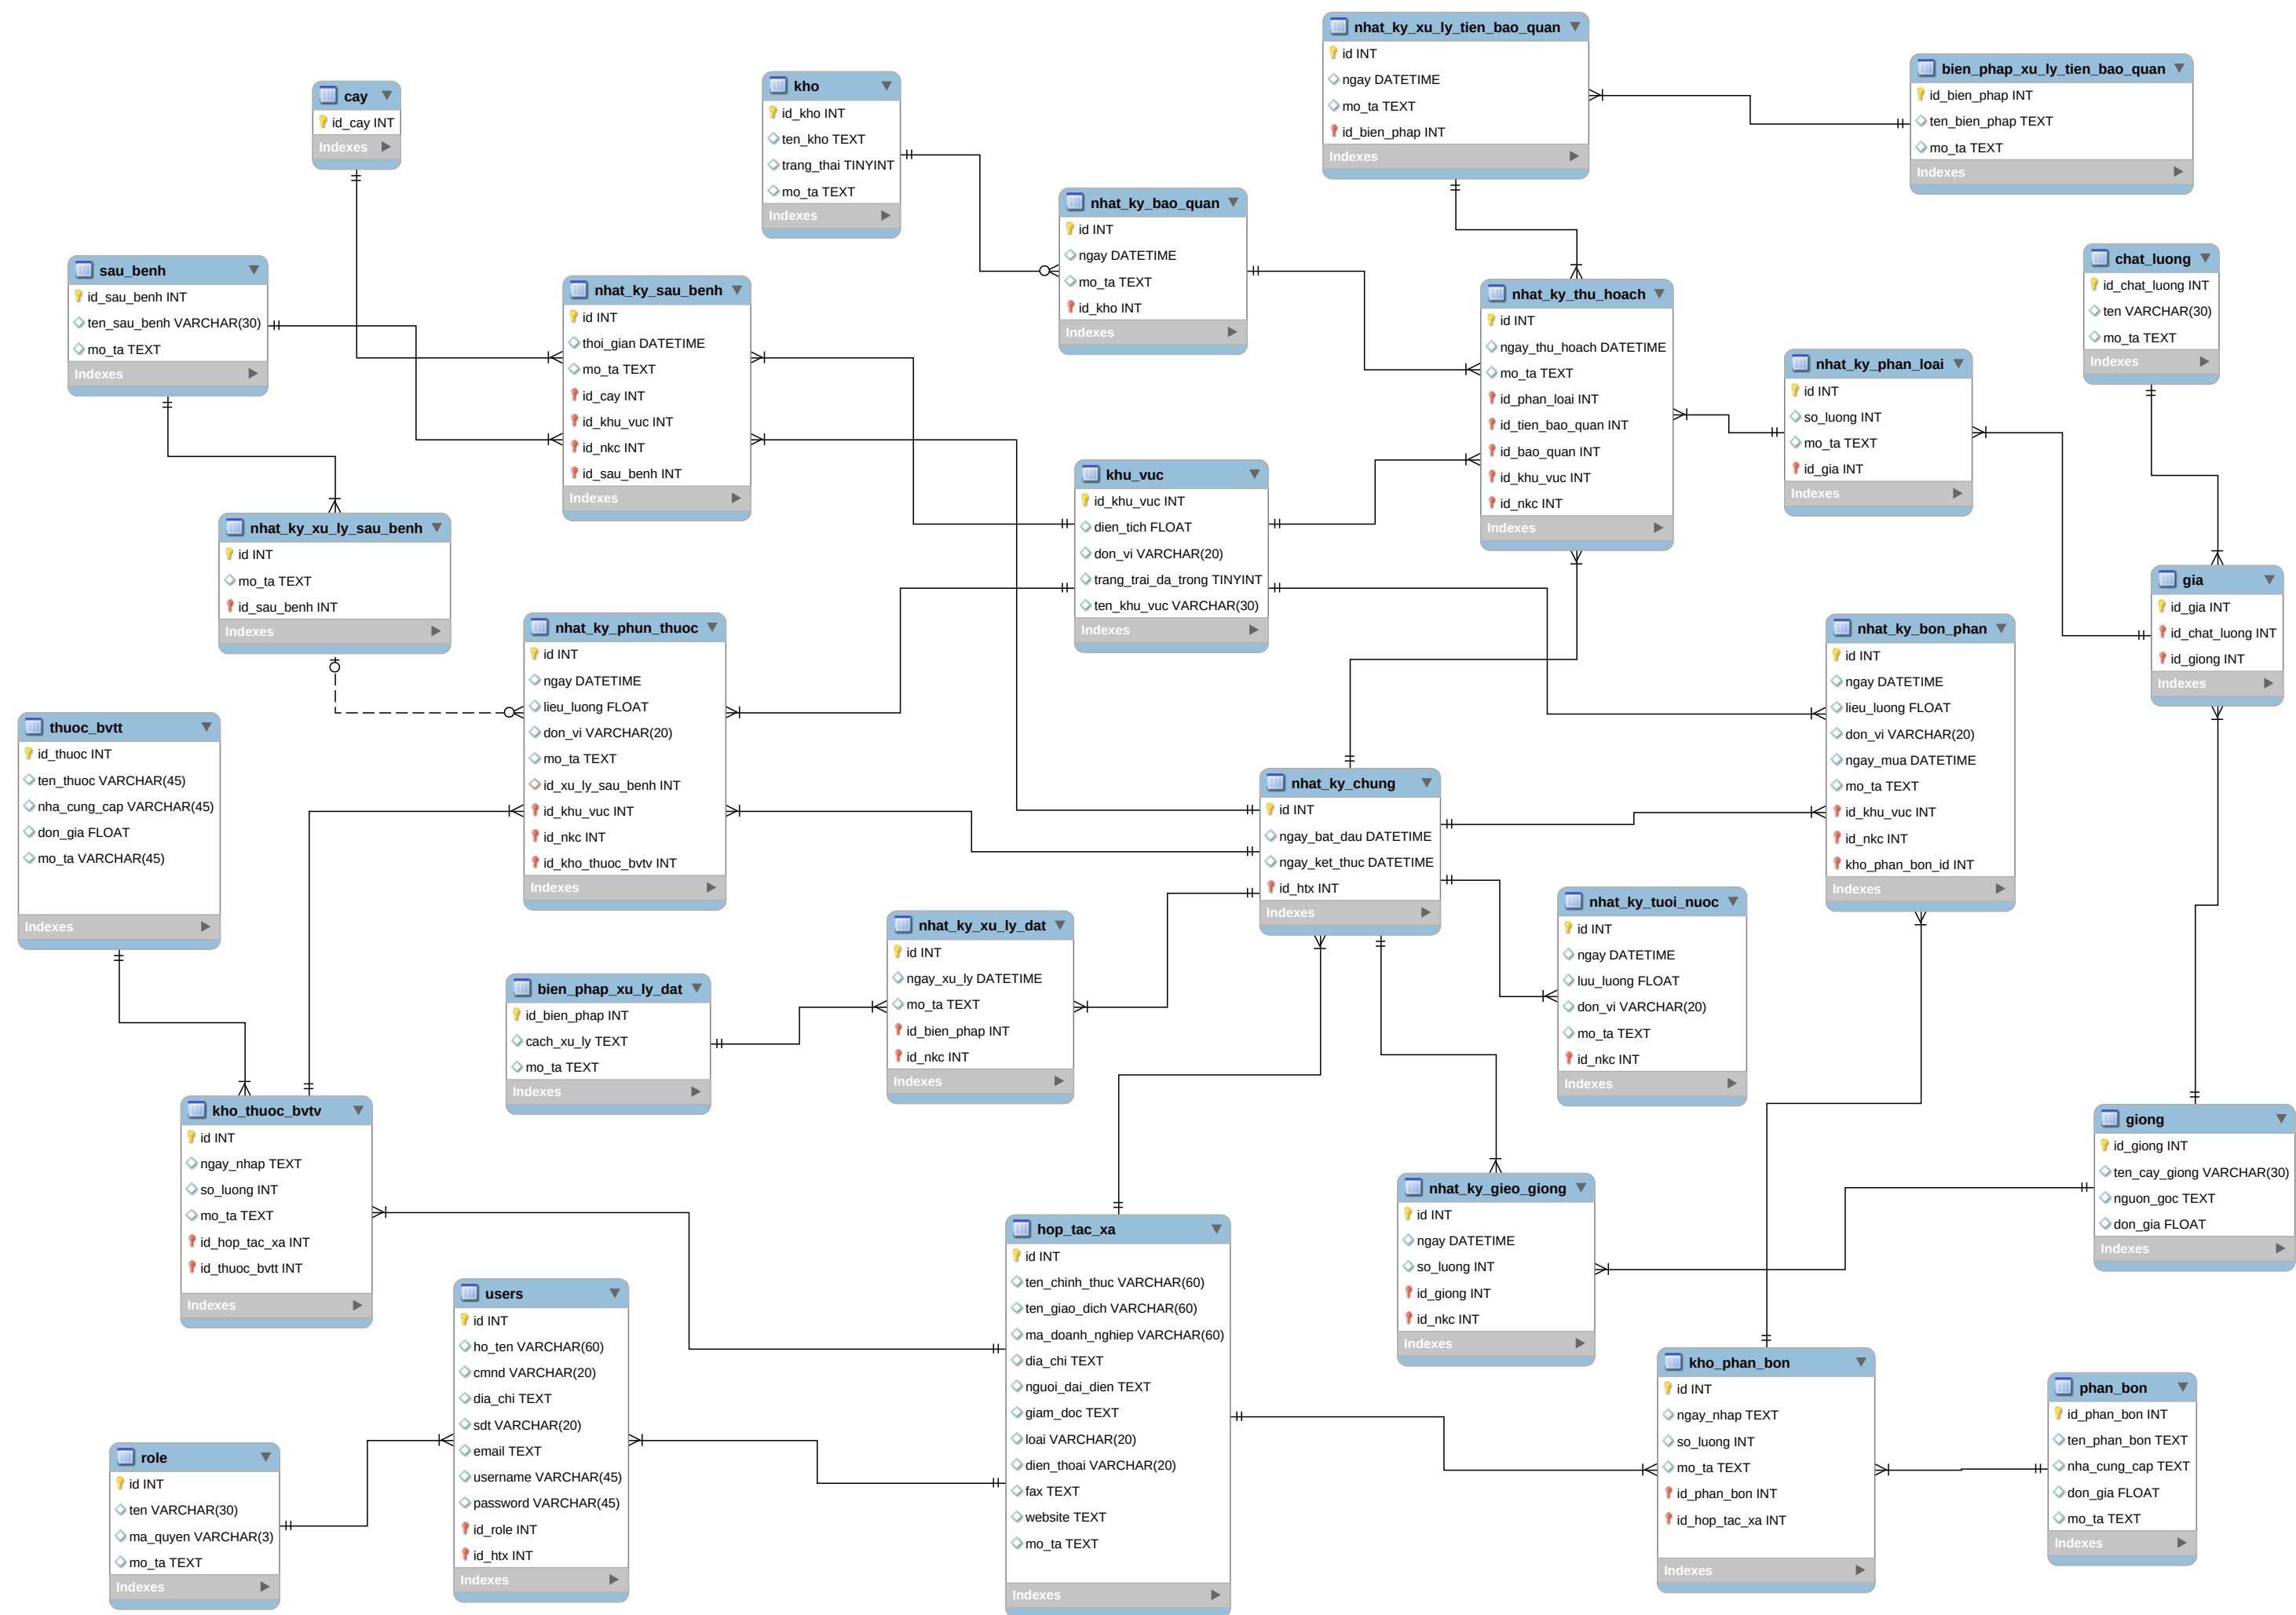 nhat_ky_xu_ly_tien_bao_quan
id INT
ngay DATETIME
mo_ta TEXT
id_bien_phap INT
Indexes
bien_phap_xu_ly_tien_bao_quan
id_bien_phap INT
ten_bien_phap TEXT
mo_ta TEXT
Indexes
kho
id_kho INT
ten_kho TEXT
trang_thai TINYINT
mo_ta TEXT
Indexes
cay
id_cay INT
Indexes
nhat_ky_bao_quan
id INT
ngay DATETIME
mo_ta TEXT
id_kho INT
Indexes
chat_luong
id_chat_luong INT
ten VARCHAR(30)
mo_ta TEXT
Indexes
sau_benh
id_sau_benh INT
ten_sau_benh VARCHAR(30)
mo_ta TEXT
Indexes
nhat_ky_sau_benh
id INT
thoi_gian DATETIME
mo_ta TEXT
id_cay INT
id_khu_vuc INT
id_nkc INT
id_sau_benh INT
Indexes
nhat_ky_thu_hoach
id INT
ngay_thu_hoach DATETIME
mo_ta TEXT
id_phan_loai INT
id_tien_bao_quan INT
id_bao_quan INT
id_khu_vuc INT
id_nkc INT
Indexes
nhat_ky_phan_loai
id INT
so_luong INT
mo_ta TEXT
id_gia INT
Indexes
khu_vuc
id_khu_vuc INT
dien_tich FLOAT
don_vi VARCHAR(20)
trang_trai_da_trong TINYINT
ten_khu_vuc VARCHAR(30)
Indexes
nhat_ky_xu_ly_sau_benh
id INT
mo_ta TEXT
id_sau_benh INT
Indexes
gia
id_gia INT
id_chat_luong INT
id_giong INT
Indexes
nhat_ky_phun_thuoc
id INT
ngay DATETIME
lieu_luong FLOAT
don_vi VARCHAR(20)
mo_ta TEXT
id_xu_ly_sau_benh INT
id_khu_vuc INT
id_nkc INT
id_kho_thuoc_bvtv INT
Indexes
nhat_ky_bon_phan
id INT
ngay DATETIME
lieu_luong FLOAT
don_vi VARCHAR(20)
ngay_mua DATETIME
mo_ta TEXT
id_khu_vuc INT
id_nkc INT
kho_phan_bon_id INT
Indexes
thuoc_bvtt
id_thuoc INT
ten_thuoc VARCHAR(45)
nha_cung_cap VARCHAR(45)
don_gia FLOAT
mo_ta VARCHAR(45)
Indexes
nhat_ky_chung
id INT
ngay_bat_dau DATETIME
ngay_ket_thuc DATETIME
id_htx INT
Indexes
nhat_ky_tuoi_nuoc
id INT
ngay DATETIME
luu_luong FLOAT
don_vi VARCHAR(20)
mo_ta TEXT
id_nkc INT
Indexes
nhat_ky_xu_ly_dat
id INT
ngay_xu_ly DATETIME
mo_ta TEXT
id_bien_phap INT
id_nkc INT
Indexes
bien_phap_xu_ly_dat
id_bien_phap INT
cach_xu_ly TEXT
mo_ta TEXT
Indexes
kho_thuoc_bvtv
id INT
ngay_nhap TEXT
so_luong INT
mo_ta TEXT
id_hop_tac_xa INT
id_thuoc_bvtt INT
Indexes
giong
id_giong INT
ten_cay_giong VARCHAR(30)
nguon_goc TEXT
don_gia FLOAT
Indexes
nhat_ky_gieo_giong
id INT
ngay DATETIME
so_luong INT
id_giong INT
id_nkc INT
Indexes
hop_tac_xa
id INT
ten_chinh_thuc VARCHAR(60)
ten_giao_dich VARCHAR(60)
ma_doanh_nghiep VARCHAR(60)
dia_chi TEXT
nguoi_dai_dien TEXT
giam_doc TEXT
loai VARCHAR(20)
dien_thoai VARCHAR(20)
fax TEXT
website TEXT
mo_ta TEXT
Indexes
users
id INT
ho_ten VARCHAR(60)
cmnd VARCHAR(20)
dia_chi TEXT
sdt VARCHAR(20)
email TEXT
username VARCHAR(45)
password VARCHAR(45)
id_role INT
id_htx INT
Indexes
kho_phan_bon
id INT
ngay_nhap TEXT
so_luong INT
mo_ta TEXT
id_phan_bon INT
id_hop_tac_xa INT
Indexes
phan_bon
id_phan_bon INT
ten_phan_bon TEXT
nha_cung_cap TEXT
don_gia FLOAT
mo_ta TEXT
Indexes
role
id INT
ten VARCHAR(30)
ma_quyen VARCHAR(3)
mo_ta TEXT
Indexes